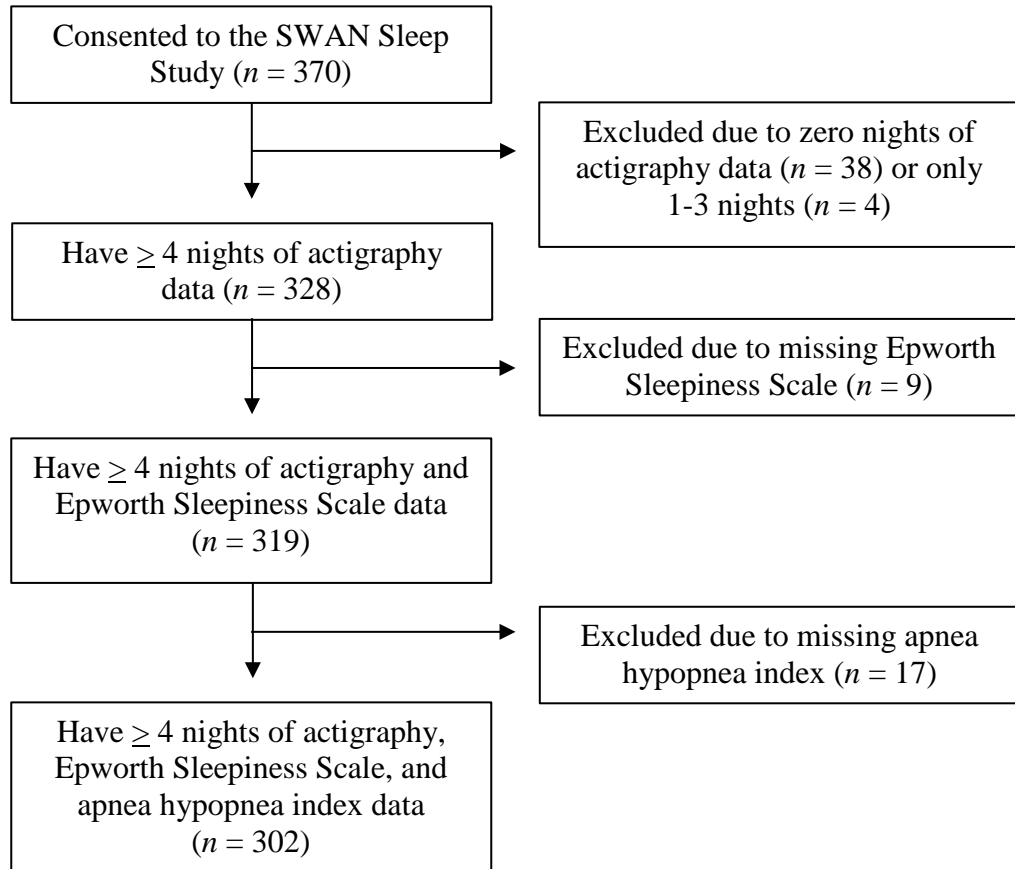 Consented to the SWAN Sleep
Study (n = 370)
Excluded due to zero nights of
actigraphy data (n = 38) or only
1-3 nights (n = 4)
Have ≥ 4 nights of actigraphy
data (n = 328)
Excluded due to missing Epworth
Sleepiness Scale (n = 9)
Have ≥ 4 nights of actigraphy and
Epworth Sleepiness Scale data
(n = 319)
Excluded due to missing apnea
hypopnea index (n = 17)
Have ≥ 4 nights of actigraphy,
Epworth Sleepiness Scale, and
apnea hypopnea index data
(n = 302)